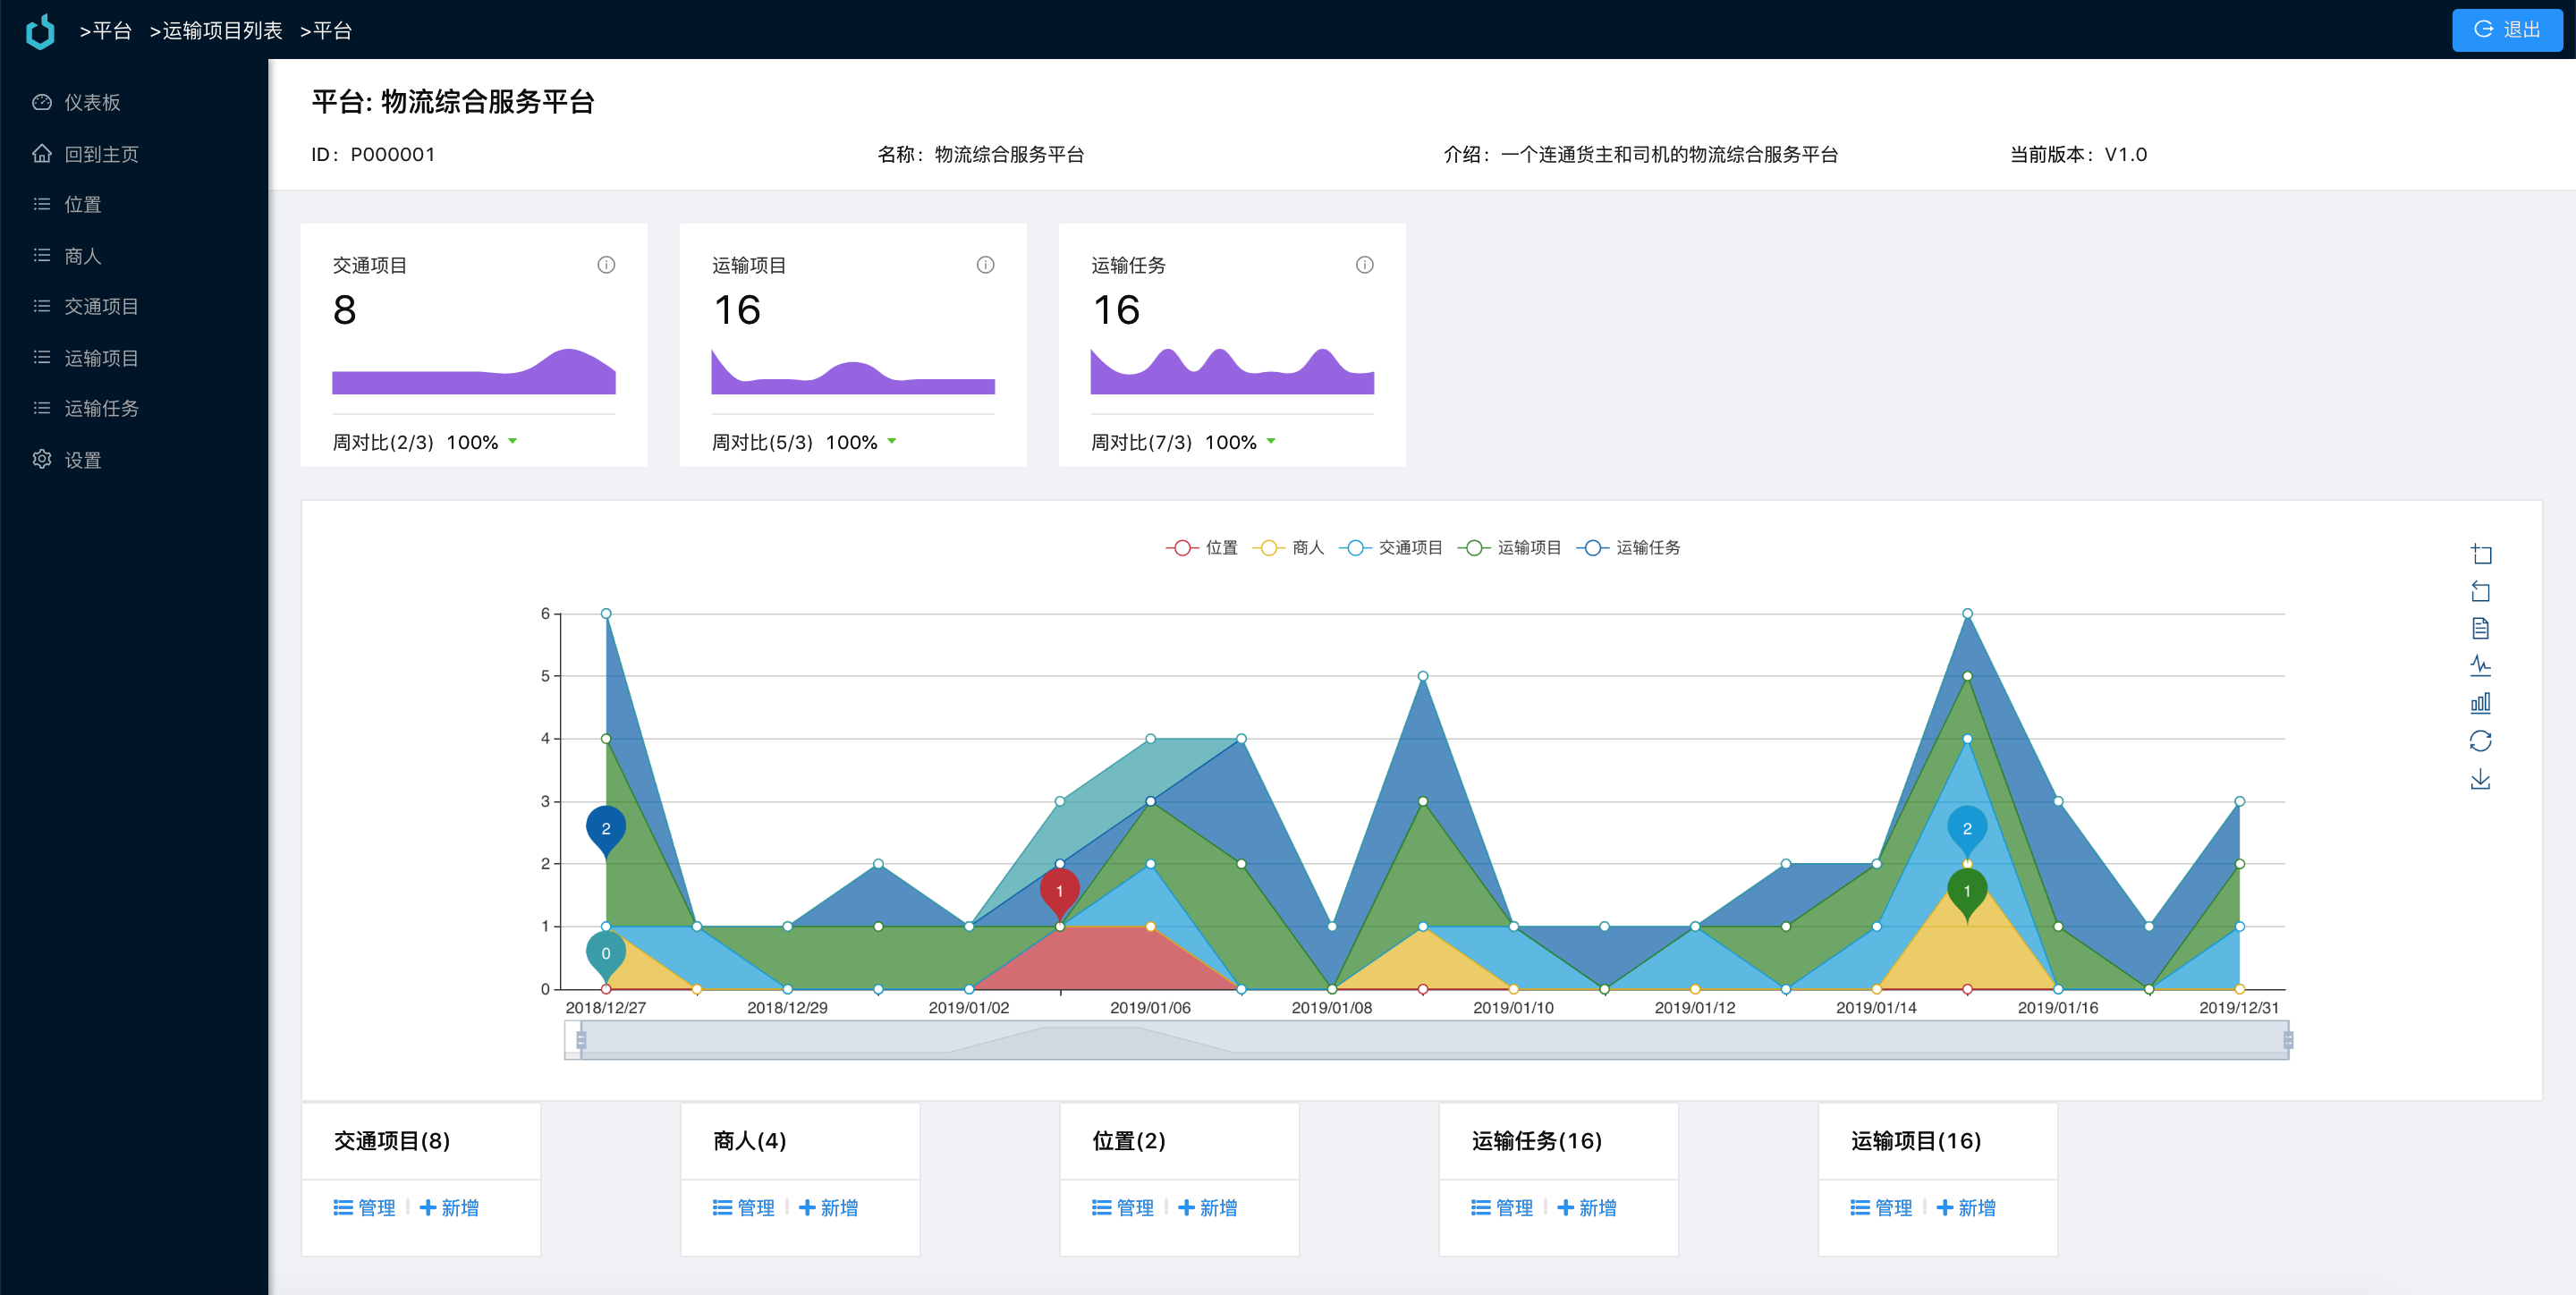 >平台 >运输项目列表 >平台
退出
仪表板
回到主页
位置
商人
交通项目
运输项目
运输任务
设置
平台: 物流综合服务平台
ID: P000001
名称: 物流综合服务平台
介绍: 一个连通货主和司机的物流综合服务平台
当前版本: V1.0
交通项目
8
周对比(2/3) 100%
运输项目
16
周对比(5/3) 100%
运输任务
16
周对比(7/3) 100%
位置 商人 交通项目 运输项目 运输任务
6
5
4
3
2
1
0
2
0
1
2
1
2018/12/27 2018/12/29 2019/01/02 2019/01/06 2019/01/08 2019/01/10 2019/01/12 2019/01/14 2019/01/16 2019/12/31
交通项目(8)
管理 新增
商人(4)
管理 新增
位置(2)
管理 新增
运输任务(16)
管理 新增
运输项目(16)
管理 新增